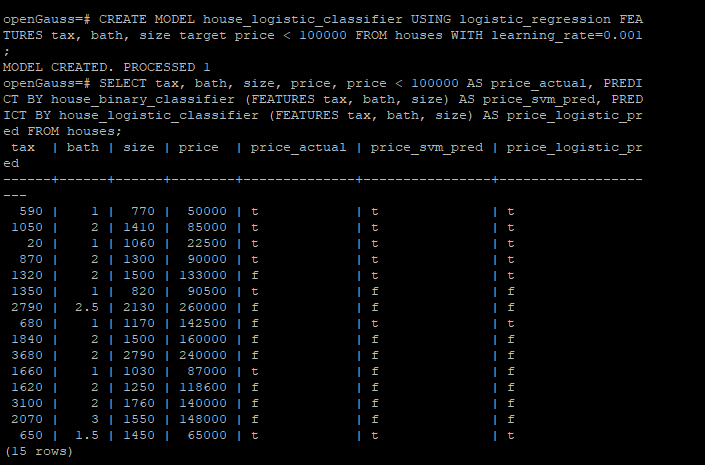 openGauss=# CREATE MODEL house_logistic_classifier USING logistic_regression FEA
TURES tax, bath, size target price < 100000 FROM houses WITH learning_rate=0.001
;
MODEL CREATED. PROCESSED 1
openGauss=# SELECT tax, bath, size, price, price < 100000 AS price_actual, PREDI
CT BY house_binary_classifier (FEATURES tax, bath, size) AS price_svm_pred, PRED
ICT BY house_logistic_classifier (FEATURES tax, bath, size) AS price_logistic_pr
ed FROM houses;
 tax  | bath | size | price  | price_actual | price_svm_pred | price_logistic_pr
ed
------+------+------+--------+--------------+----------------+------------------
---
  590 |    1 |  770 |  50000 | t            | t              | t
 1050 |    2 | 1410 |  85000 | t            | t              | t
   20 |    1 | 1060 |  22500 | t            | t              | t
  870 |    2 | 1300 |  90000 | t            | t              | t
 1320 |    2 | 1500 | 133000 | f            | t              | t
 1350 |    1 |  820 |  90500 | t            | f              | f
 2790 |  2.5 | 2130 | 260000 | f            | f              | f
  680 |    1 | 1170 | 142500 | f            | t              | t
 1840 |    2 | 1500 | 160000 | f            | f              | f
 3680 |    2 | 2790 | 240000 | f            | f              | f
 1660 |    1 | 1030 |  87000 | t            | f              | f
 1620 |    2 | 1250 | 118600 | f            | f              | f
 3100 |    2 | 1760 | 140000 | f            | f              | f
 2070 |    3 | 1550 | 148000 | f            | f              | f
  650 |  1.5 | 1450 |  65000 | t            | t              | t
(15 rows)